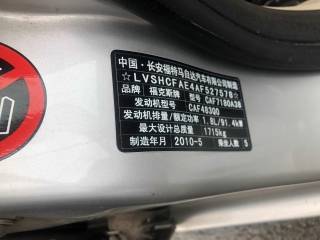 中国·长安福特马自达汽车有限公司制造
☆LVSHCFAE4AF527578☆
品牌 福克斯牌 型号 CAF7180A38
发动机型号 CAF483Q0
发动机排量/额定功率 1.8L/91.4kW
最大设计总质量 1715kg
制造年月 2010-5 乘坐人数 5